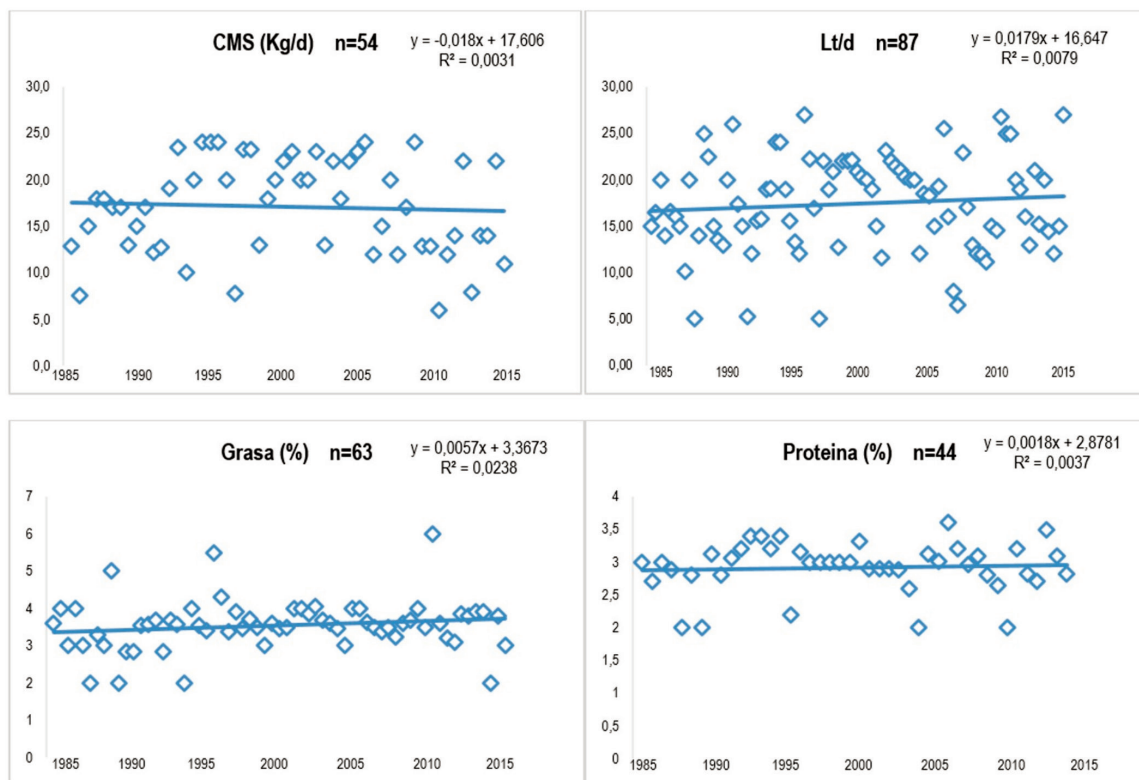 CMS (Kg/d) n=54
y = -0,018x + 17,606
R² = 0,0031
30,0
25,0
20,0
15,0
10,0
5,0
0,0
1985 1990 1995 2000 2005 2010 2015
Lt/d n=87
y = 0,0179x + 16,647
R² = 0,0079
30,00
25,00
20,00
15,00
10,00
5,00
0,00
1985 1990 1995 2000 2005 2010 2015
Grasa (%) n=63
y = 0,0057x + 3,3673
R² = 0,0238
7
6
5
4
3
2
1
0
1985 1990 1995 2000 2005 2010 2015
Proteina (%) n=44
y = 0,0018x + 2,8781
R² = 0,0037
4
3,5
3
2,5
2
1,5
1
0,5
0
1985 1990 1995 2000 2005 2010 2015